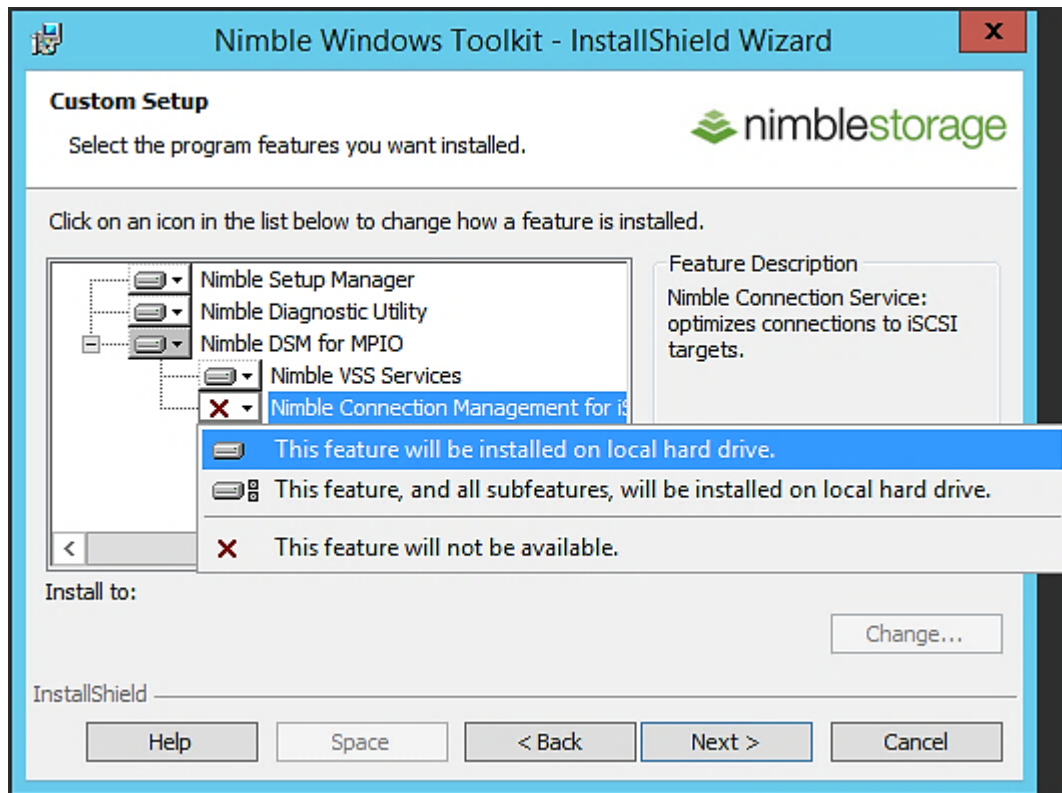 Nimble Windows Toolkit - InstallShield Wizard
x
Custom Setup
Select the program features you want installed.
nimblestorage
Click on an icon in the list below to change how a feature is installed.
Nimble Setup Manager
Nimble Diagnostic Utility
Nimble DSM for MPIO
Nimble VSS Services
Nimble Connection Management for iS
Feature Description
Nimble Connection Service:
optimizes connections to iSCSI
targets.
This feature will be installed on local hard drive.
This feature, and all subfeatures, will be installed on local hard drive.
This feature will not be available.
Install to:
Change...
InstallShield
Help
Space
< Back
Next >
Cancel